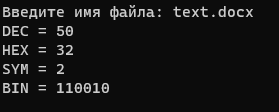 Введите имя файла: text.docx
DEC = 50
HEX = 32
SYM = 2
BIN = 110010